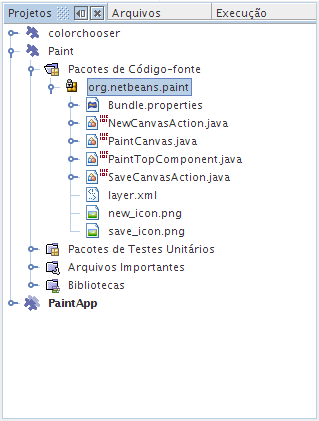 Projetos Arquivos Execução
colorchooser
Paint
Pacotes de Código-fonte
org.netbeans.paint
Bundle.properties
NewCanvasAction.java
PaintCanvas.java
PaintTopComponent.java
SaveCanvasAction.java
layer.xml
new_icon.png
save_icon.png
Pacotes de Testes Unitários
Arquivos Importantes
Bibliotecas
PaintApp